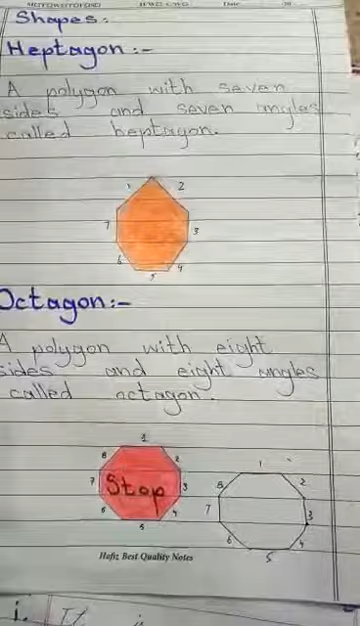 Shapes:
Heptagon:-
A polygon with seven
sides and seven angles
called heptagon.
1 2
7 3
6 4
5
Octagon:-
A polygon with eight
sides and eight angles
called octagon.
1
8 2
7 Stop 3
6 4
5
1
8 2
7 3
6 4
5
Hafiz Best Quality Notes